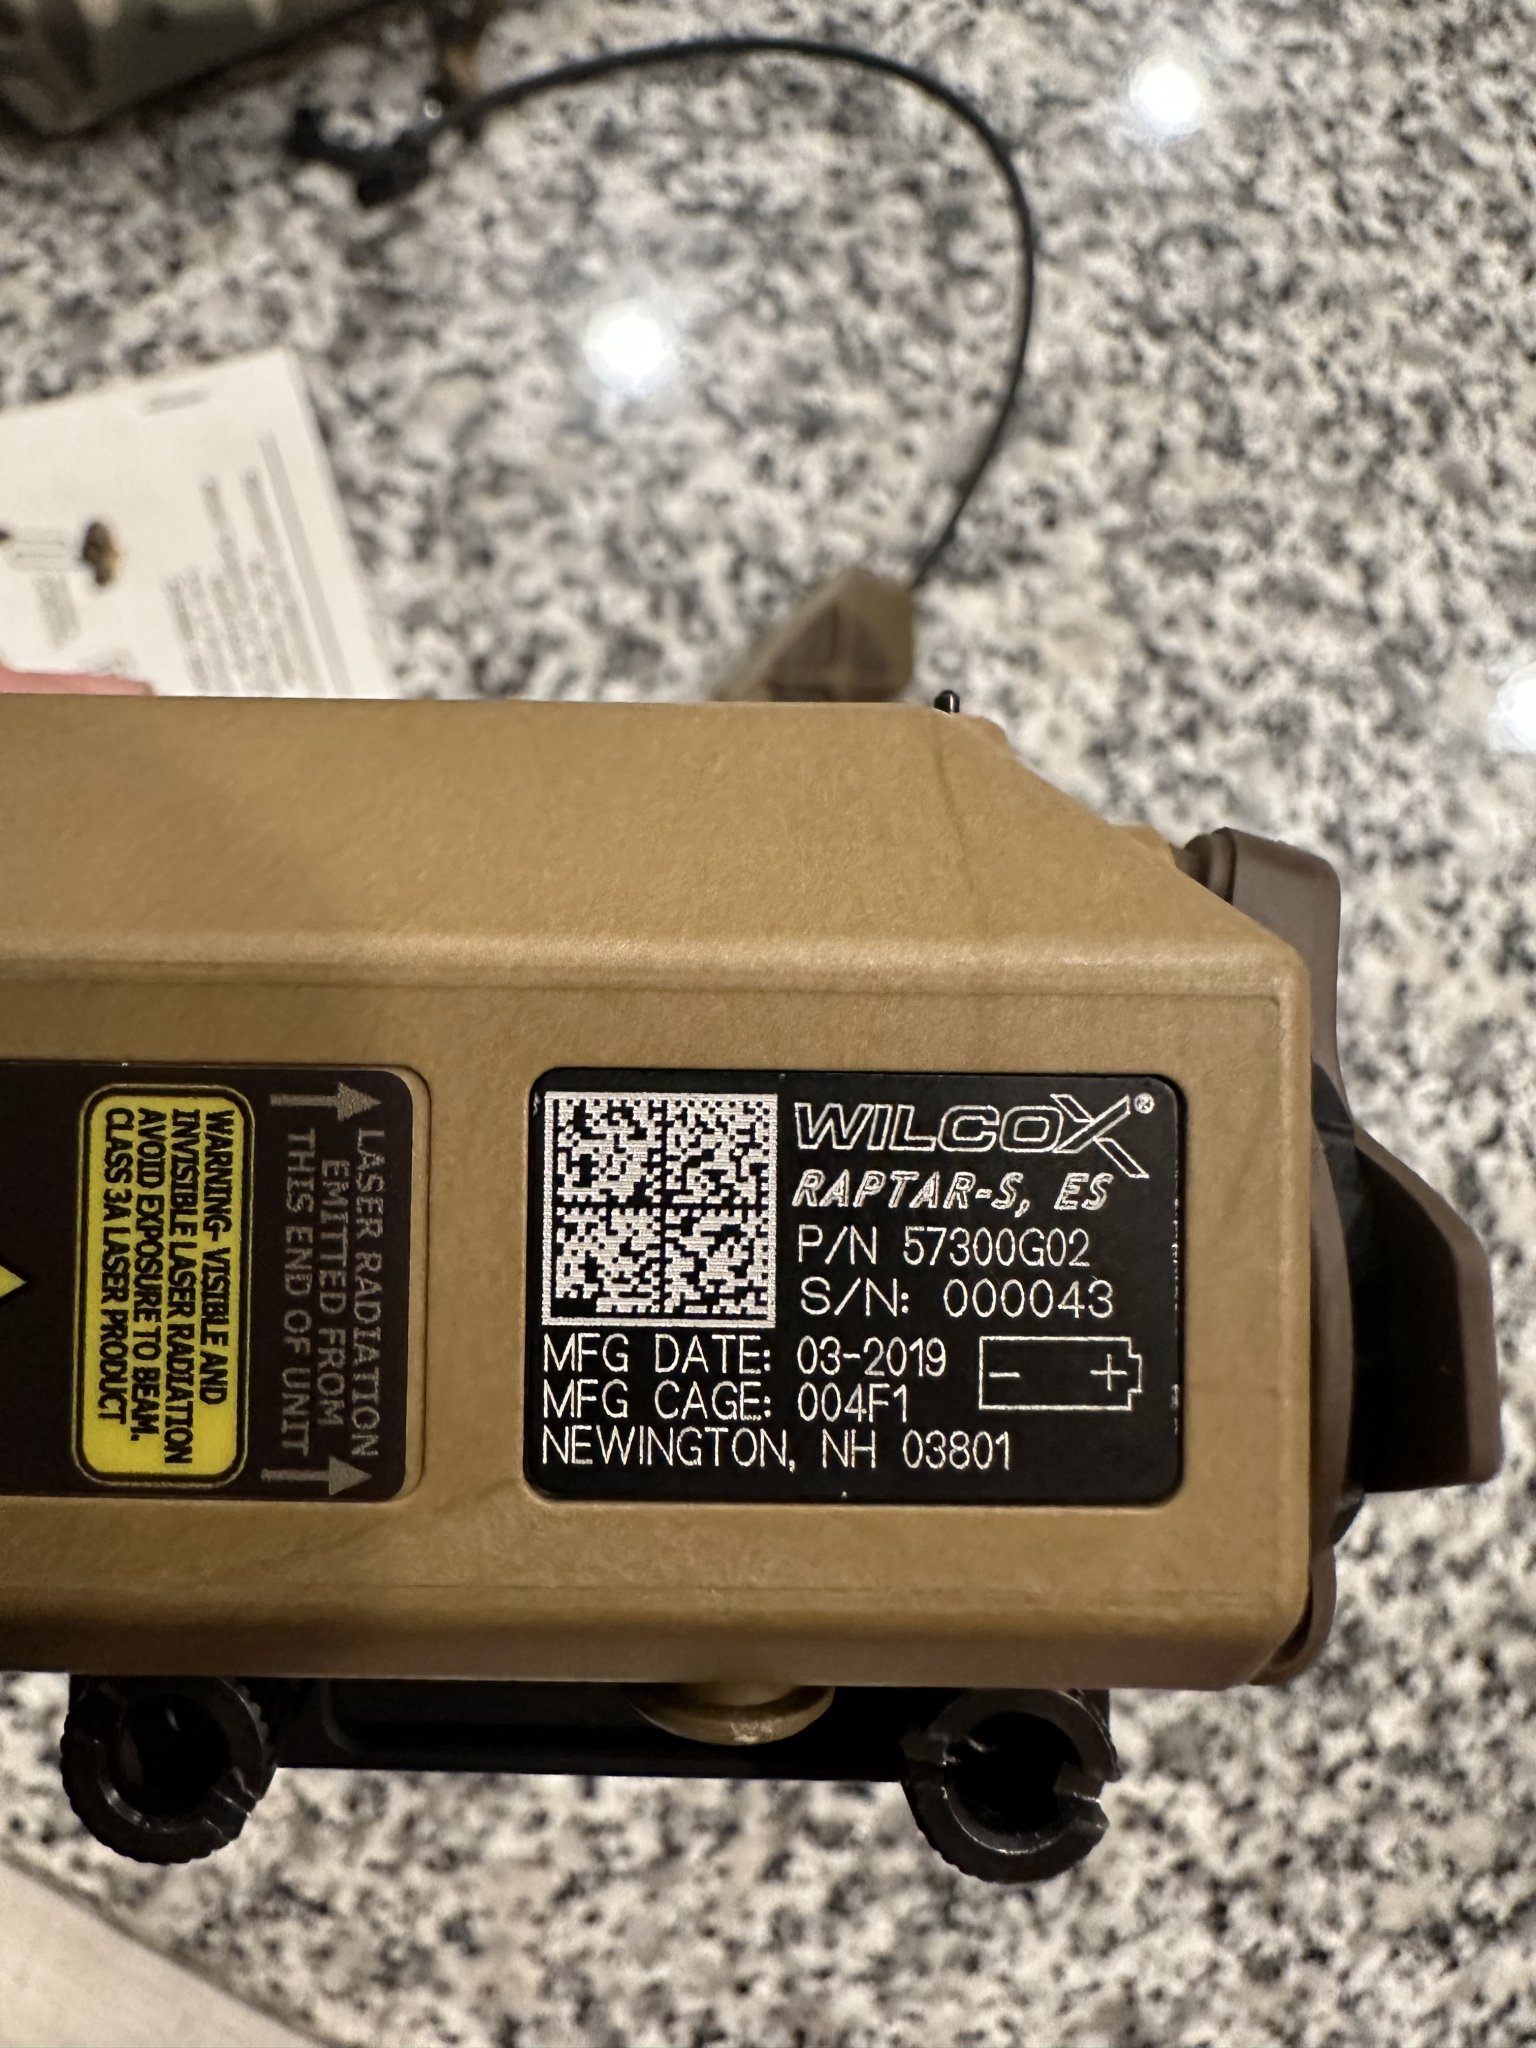 WARNING- VISIBLE AND
INVISIBLE LASER RADIATION
AVOID EXPOSURE TO BEAM.
CLASS 3A LASER PRODUCT
LASER RADIATION
EMITTED FROM
THIS END OF UNIT
WILCOX®
RAPTAR-S, ES
P/N 57300G02
S/N: 000043
MFG DATE: 03-2019
MFG CAGE: 004F1
NEWINGTON, NH 03801
- +